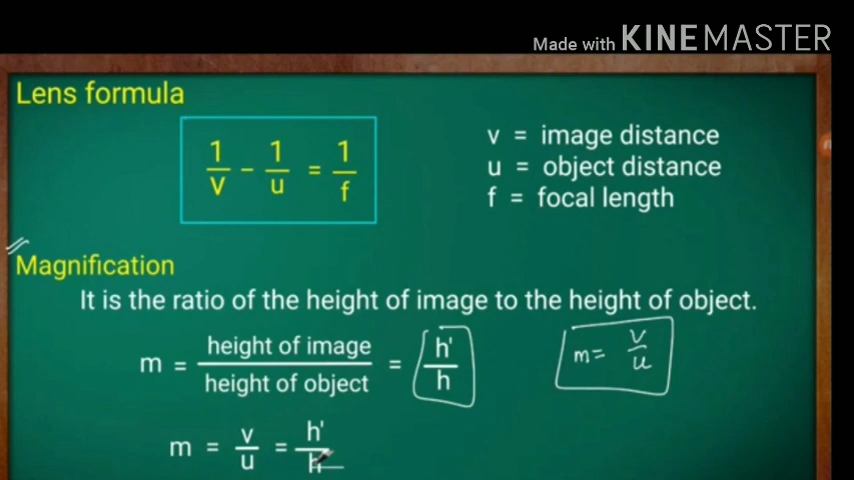 Made with KINEMASTER
Lens formula
1/v - 1/u = 1/f
v = image distance
u = object distance
f = focal length
Magnification
It is the ratio of the height of image to the height of object.
m = height of image / height of object = h'/h
m= v/u
m = v/u = h'/h